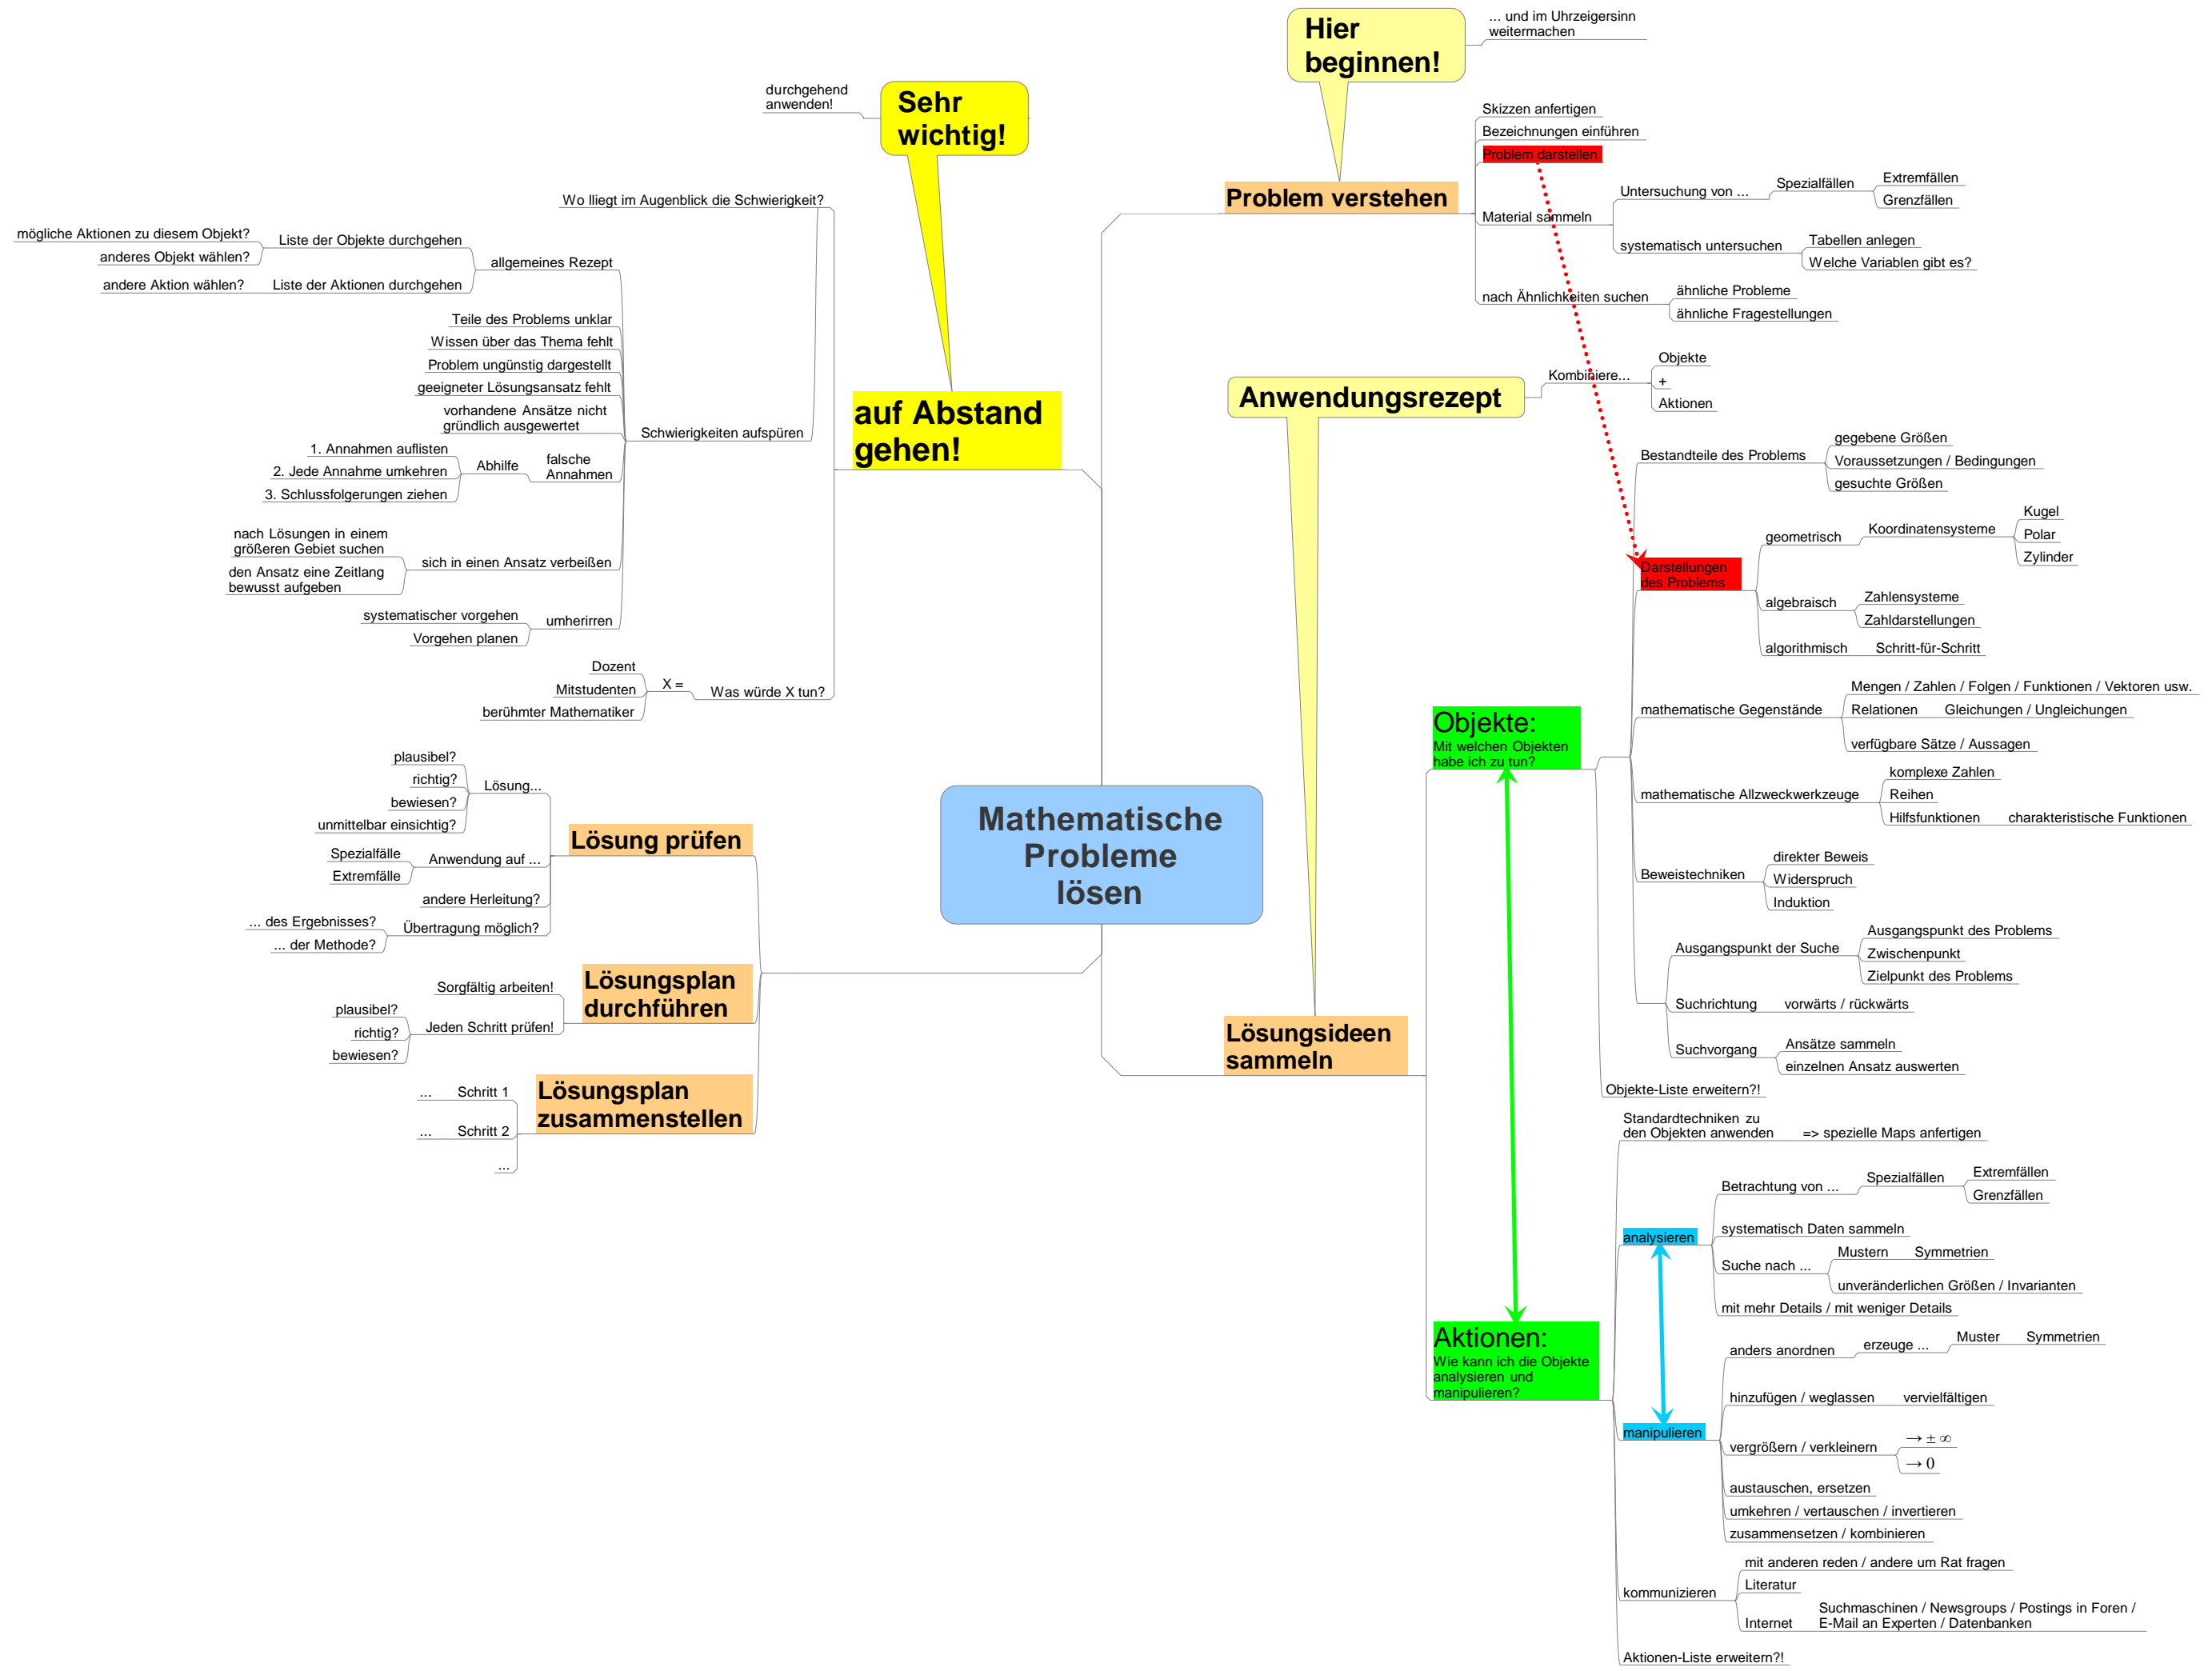 Mathematische
Probleme
lösen
Hier
beginnen!
... und im Uhrzeigersinn
weitermachen
Problem verstehen
Skizzen anfertigen
Bezeichnungen einführen
Problem darstellen
Material sammeln
Untersuchung von ...
Spezialfällen
Extremfällen
Grenzfällen
systematisch untersuchen
Tabellen anlegen
Welche Variablen gibt es?
nach Ähnlichkeiten suchen
ähnliche Probleme
ähnliche Fragestellungen
Anwendungsrezept
Kombiniere...
Objekte
+
Aktionen
Lösungsideen
sammeln
Objekte:
Mit welchen Objekten
habe ich zu tun?
Bestandteile des Problems
gegebene Größen
Voraussetzungen / Bedingungen
gesuchte Größen
Darstellungen
des Problems
geometrisch
Koordinatensysteme
Kugel
Polar
Zylinder
algebraisch
Zahlensysteme
Zahldarstellungen
algorithmisch
Schritt-für-Schritt
mathematische Gegenstände
Mengen / Zahlen / Folgen / Funktionen / Vektoren usw.
Relationen
Gleichungen / Ungleichungen
verfügbare Sätze / Aussagen
mathematische Allzweckwerkzeuge
komplexe Zahlen
Reihen
Hilfsfunktionen
charakteristische Funktionen
Beweistechniken
direkter Beweis
Widerspruch
Induktion
Ausgangspunkt der Suche
Ausgangspunkt des Problems
Zwischenpunkt
Zielpunkt des Problems
Suchrichtung
vorwärts / rückwärts
Suchvorgang
Ansätze sammeln
einzelnen Ansatz auswerten
Objekte-Liste erweitern?!
Aktionen:
Wie kann ich die Objekte
analysieren und
manipulieren?
Standardtechniken zu
den Objekten anwenden
=> spezielle Maps anfertigen
analysieren
Betrachtung von ...
Spezialfällen
Extremfällen
Grenzfällen
systematisch Daten sammeln
Suche nach ...
Mustern
Symmetrien
unveränderlichen Größen / Invarianten
mit mehr Details / mit weniger Details
manipulieren
anders anordnen
erzeuge ...
Muster
Symmetrien
hinzufügen / weglassen
vervielfältigen
vergrößern / verkleinern
→ ± ∞
→ 0
austauschen, ersetzen
umkehren / vertauschen / invertieren
zusammensetzen / kombinieren
kommunizieren
mit anderen reden / andere um Rat fragen
Literatur
Internet
Suchmaschinen / Newsgroups / Postings in Foren /
E-Mail an Experten / Datenbanken
Aktionen-Liste erweitern?!
Lösungsplan
zusammenstellen
Schritt 1
...
Schritt 2
...
...
Lösungsplan
durchführen
Sorgfältig arbeiten!
Jeden Schritt prüfen!
plausibel?
richtig?
bewiesen?
Lösung prüfen
Lösung...
plausibel?
richtig?
bewiesen?
unmittelbar einsichtig?
Anwendung auf ...
Spezialfälle
Extremfälle
andere Herleitung?
Übertragung möglich?
... des Ergebnisses?
... der Methode?
Sehr
wichtig!
durchgehend
anwenden!
auf Abstand
gehen!
Wo lliegt im Augenblick die Schwierigkeit?
Schwierigkeiten aufspüren
allgemeines Rezept
Liste der Objekte durchgehen
mögliche Aktionen zu diesem Objekt?
anderes Objekt wählen?
Liste der Aktionen durchgehen
andere Aktion wählen?
Teile des Problems unklar
Wissen über das Thema fehlt
Problem ungünstig dargestellt
geeigneter Lösungsansatz fehlt
vorhandene Ansätze nicht
gründlich ausgewertet
falsche
Annahmen
Abhilfe
1. Annahmen auflisten
2. Jede Annahme umkehren
3. Schlussfolgerungen ziehen
sich in einen Ansatz verbeißen
nach Lösungen in einem
größeren Gebiet suchen
den Ansatz eine Zeitlang
bewusst aufgeben
umherirren
systematischer vorgehen
Vorgehen planen
Was würde X tun?
X =
Dozent
Mitstudenten
berühmter Mathematiker